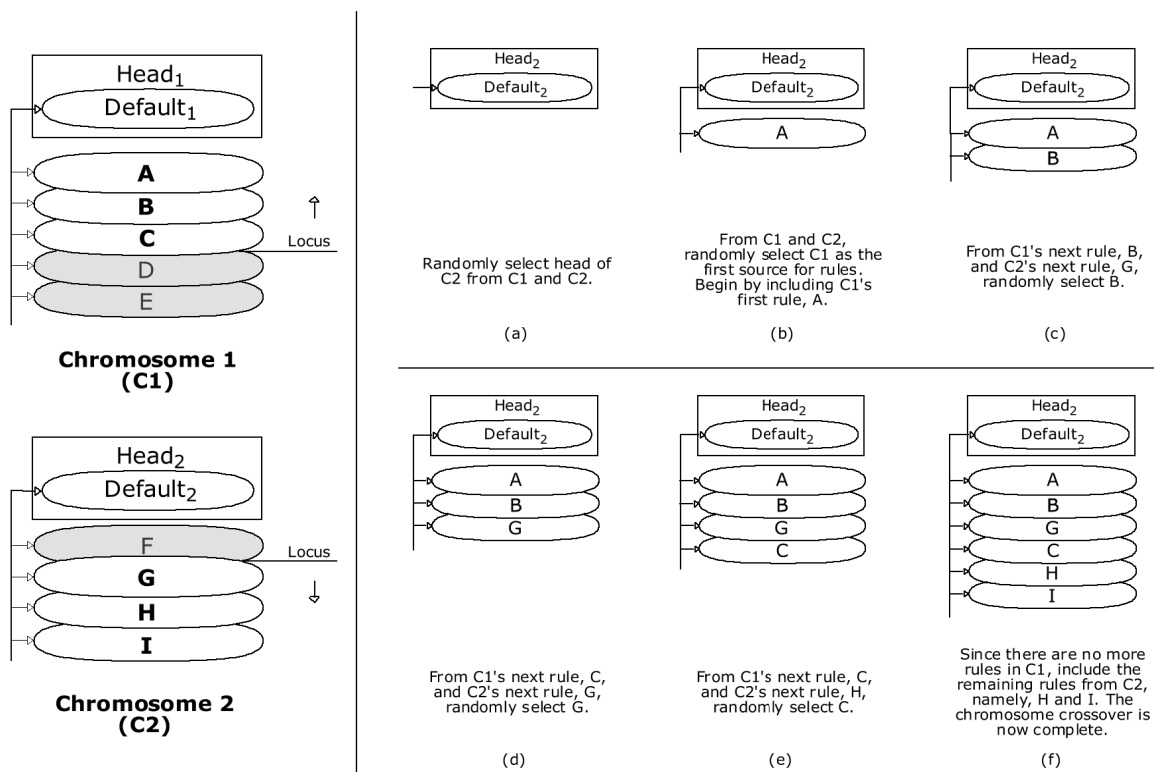 Head₁
Default₁
A
B
C
Locus
D
E
Chromosome 1
(C1)
Head₂
Default₂
F
Locus
G
H
I
Chromosome 2
(C2)
Head₂
Default₂
Randomly select head of
C2 from C1 and C2.
(a)
Head₂
Default₂
A
From C1 and C2,
randomly select C1 as the
first source for rules.
Begin by including C1's
first rule, A.
(b)
Head₂
Default₂
A
B
From C1's next rule, B,
and C2's next rule, G,
randomly select B.
(c)
Head₂
Default₂
A
B
G
From C1's next rule, C,
and C2's next rule, G,
randomly select G.
(d)
Head₂
Default₂
A
B
G
C
From C1's next rule, C,
and C2's next rule, H,
randomly select C.
(e)
Head₂
Default₂
A
B
G
C
H
I
Since there are no more
rules in C1, include the
remaining rules from C2,
namely, H and I. The
chromosome crossover is
now complete.
(f)